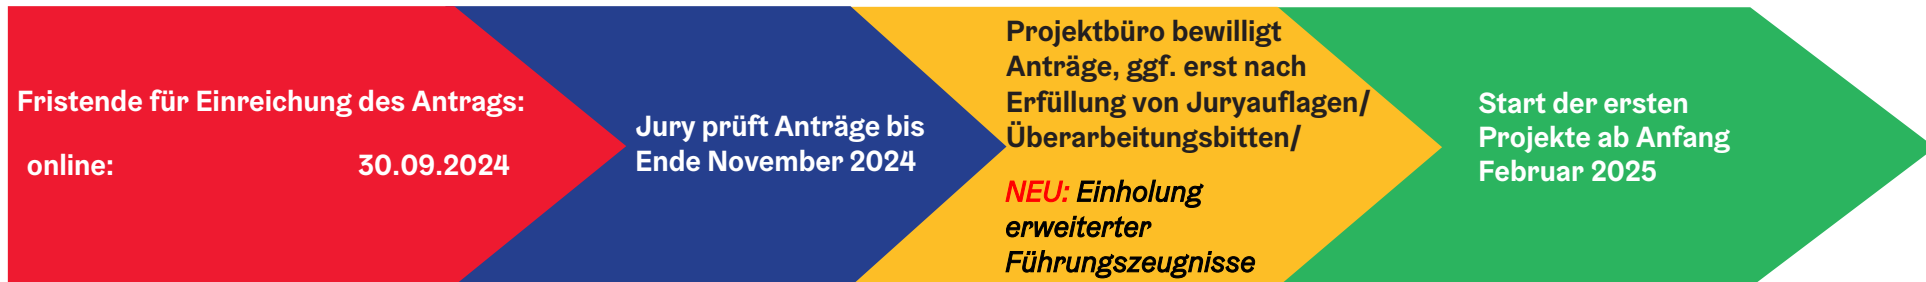 Fristende für Einreichung des Antrags:
online: 30.09.2024
Jury prüft Anträge bis
Ende November 2024
Projektbüro bewilligt
Anträge, ggf. erst nach
Erfüllung von Juryauflagen/
Überarbeitungsbitten/
NEU: Einholung
erweiterter
Führungszeugnisse
Start der ersten
Projekte ab Anfang
Februar 2025